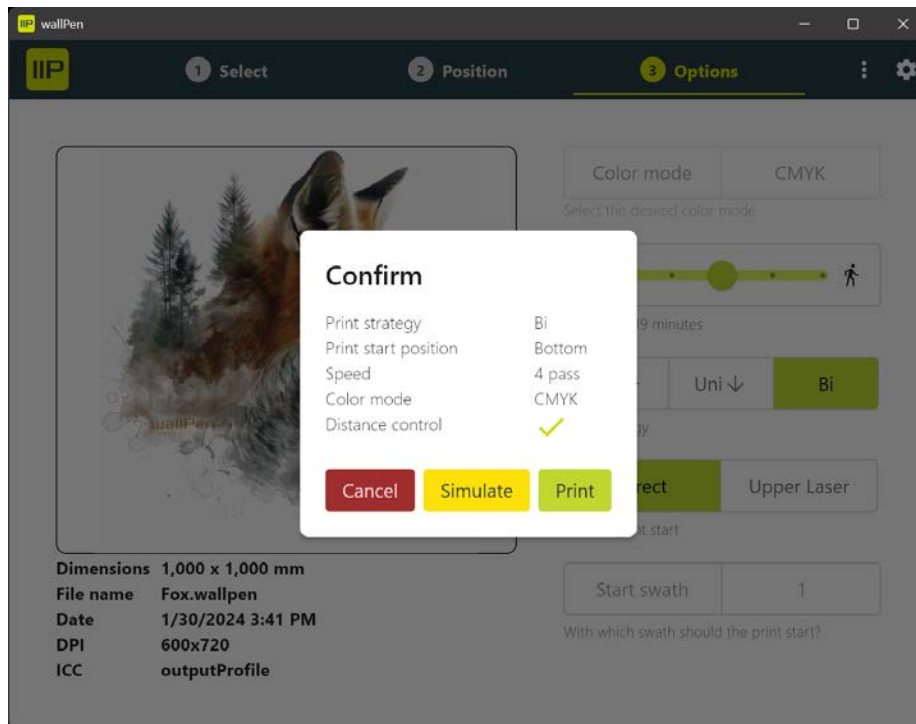 wallPen
1 Select
2 Position
3 Options
Color mode CMYK
Select the desired color mode
9 minutes
Uni ↓ Bi
Upper Laser
start
Start swath 1
With which swath should the print start?
wallPen
Confirm
Print strategy Bi
Print start position Bottom
Speed 4 pass
Color mode CMYK
Distance control ✓
Cancel Simulate Print
Dimensions 1,000 x 1,000 mm
File name Fox.wallpen
Date 1/30/2024 3:41 PM
DPI 600x720
ICC outputProfile